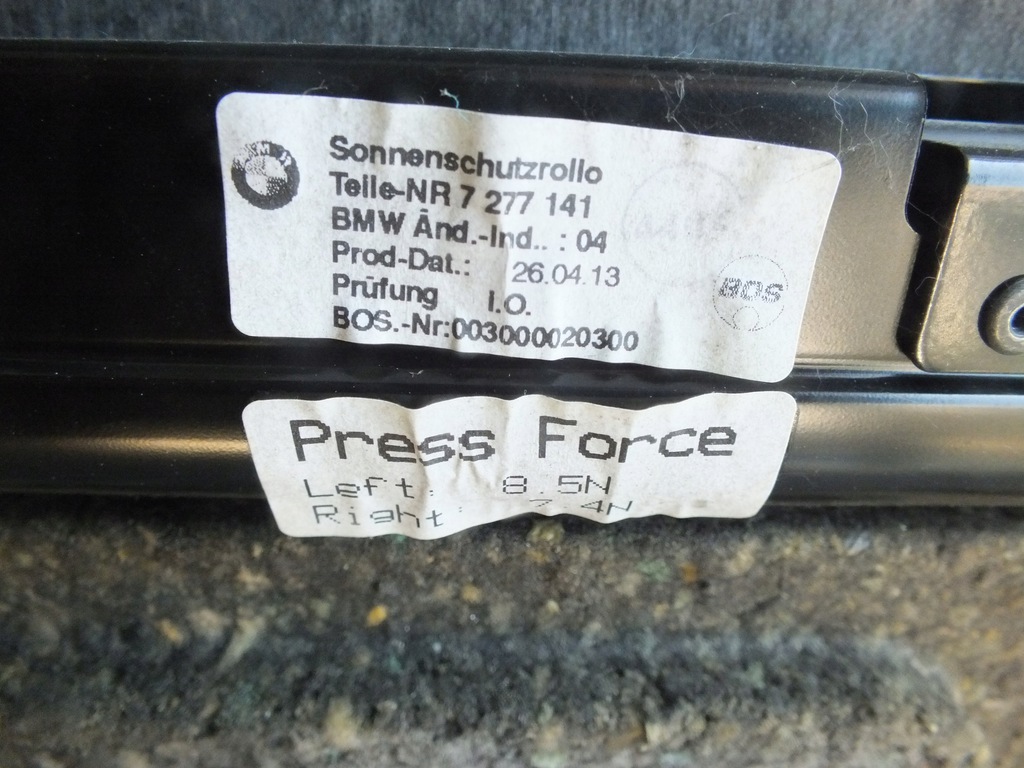 BMW
Sonnenschutzrollo
Teile-NR 7 277 141
BMW Änd.-Ind.. : 04
Prod-Dat.: 26.04.13
Prüfung I.O.
BOS.-Nr:003000020300
BOS
Press Force
Left: 8.5N
Right: 7.4N